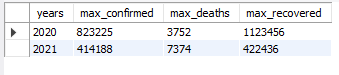 years max_confirmed max_deaths max_recovered
2020 823225 3752 1123456
2021 414188 7374 422436